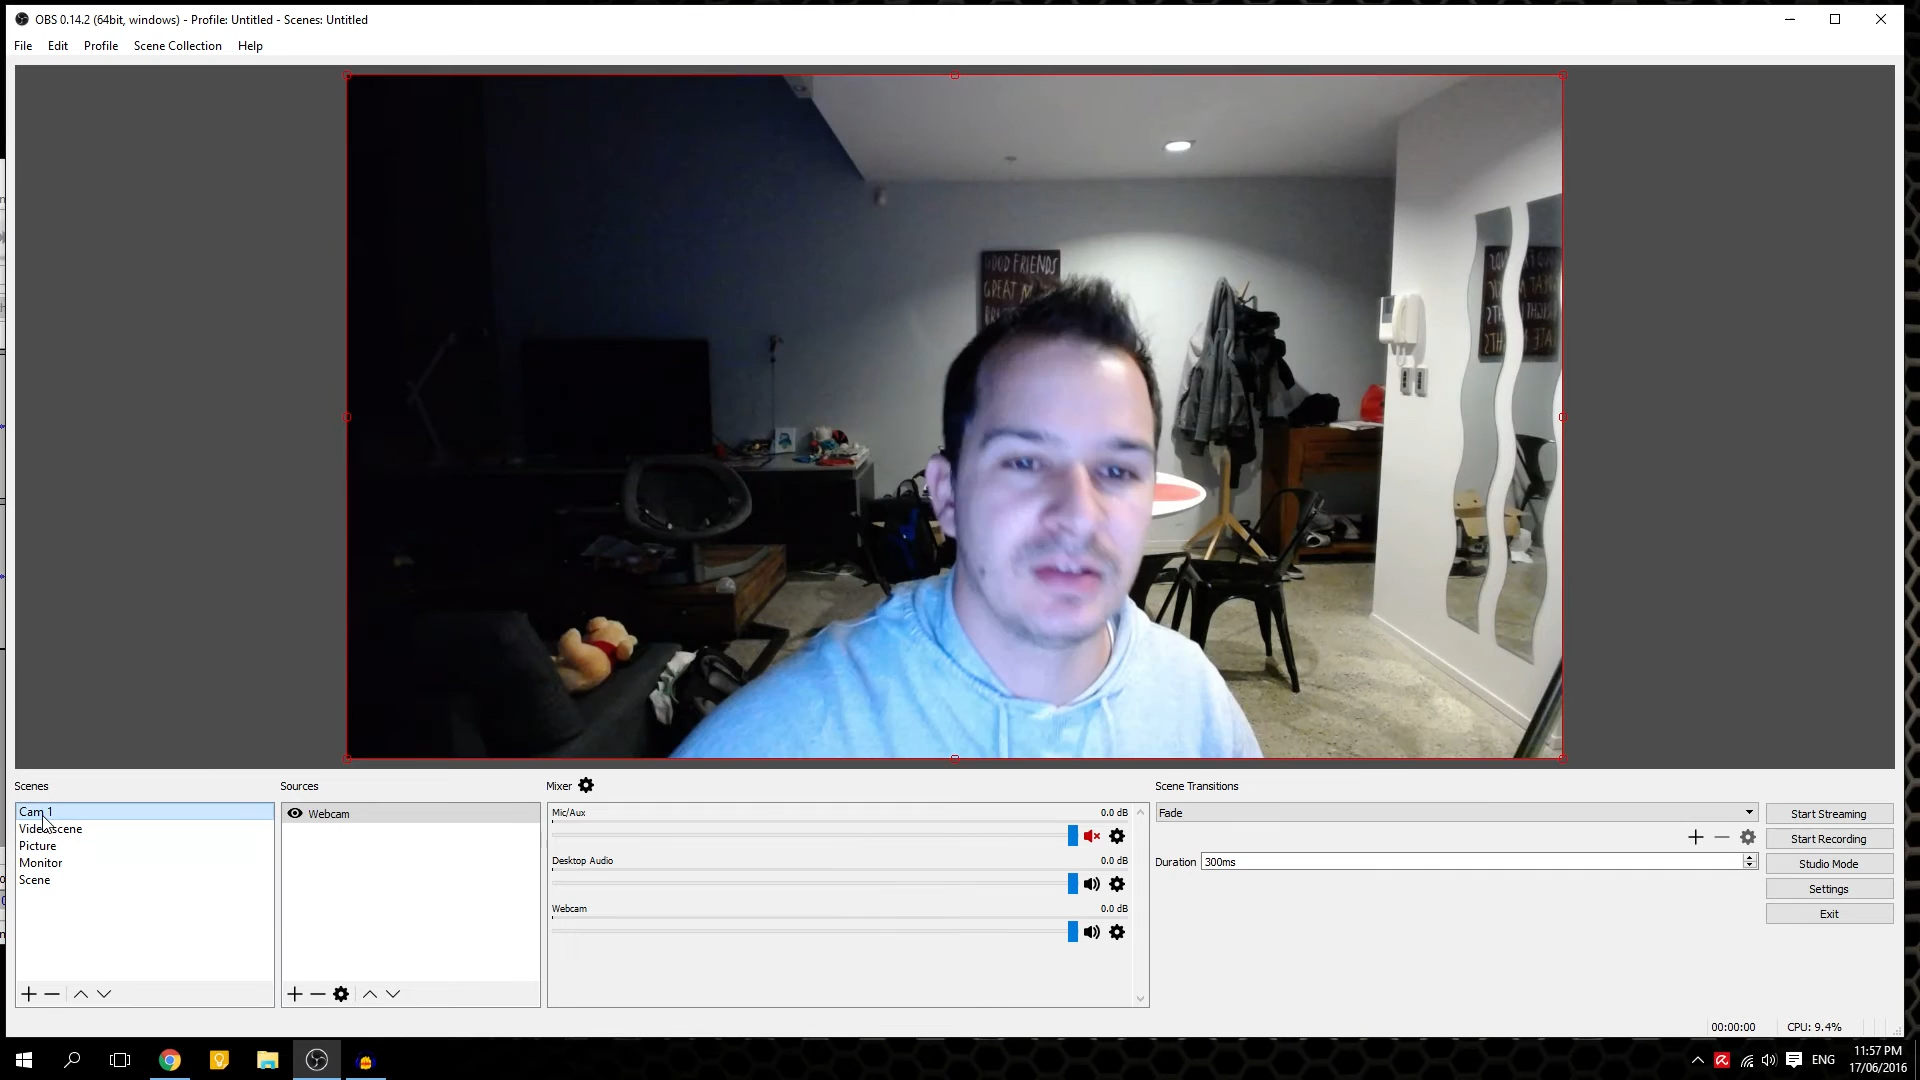 OBS 0.14.2 (64bit, windows) - Profile: Untitled - Scenes: Untitled
File Edit Profile Scene Collection Help
GOOD FRIENDS
GREAT
Scenes
Cam 1
Picture
Monitor
Scene
Sources
Webcam
Mixer
Mic/Aux 0.0 dB
Desktop Audio 0.0 dB
Webcam 0.0 dB
Scene Transitions
Fade
Duration 300ms
Start Streaming
Start Recording
Studio Mode
Settings
Exit
00:00:00 CPU: 9.4%
ENG
11:57 PM
17/06/2016